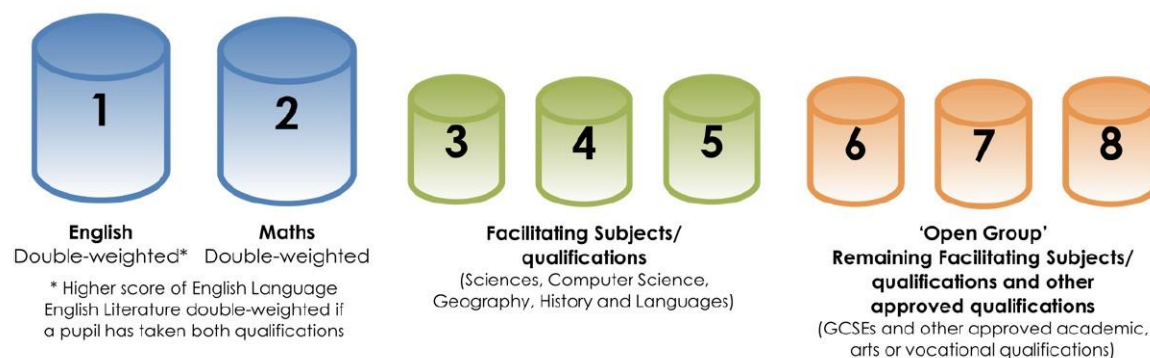 1
2
3
4
5
6
7
8
English
Double-weighted*
Maths
Double-weighted
* Higher score of English Language
English Literature double-weighted if
a pupil has taken both qualifications
Facilitating Subjects/
qualifications
(Sciences, Computer Science,
Geography, History and Languages)
'Open Group'
Remaining Facilitating Subjects/
qualifications and other
approved qualifications
(GCSEs and other approved academic,
arts or vocational qualifications)